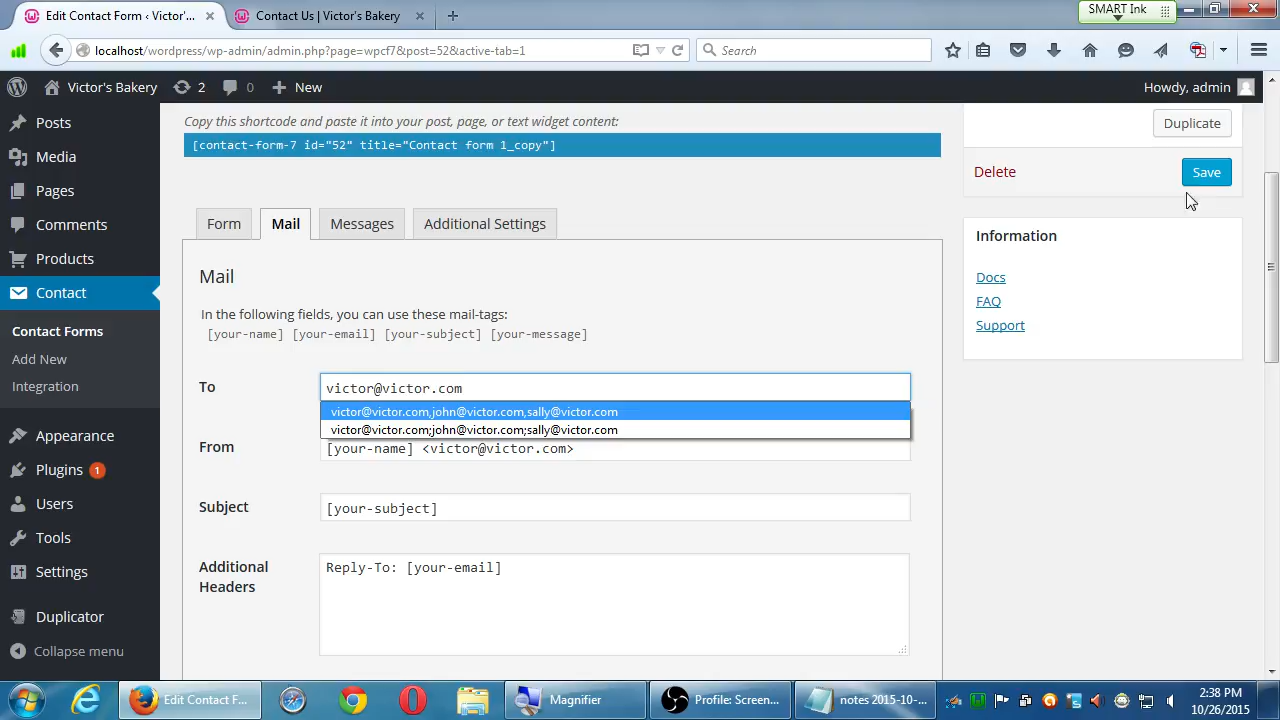 Edit Contact Form ‹ Victor'...
Contact Us | Victor's Bakery
SMART Ink
localhost/wordpress/wp-admin/admin.php?page=wpcf7&post=52&active-tab=1
Search
Victor's Bakery
2
0
New
Howdy, admin
Posts
Media
Pages
Comments
Products
Contact
Contact Forms
Add New
Integration
Appearance
Plugins 1
Users
Tools
Settings
Duplicator
Collapse menu
Copy this shortcode and paste it into your post, page, or text widget content:
[contact-form-7 id="52" title="Contact form 1_copy"]
Form
Mail
Messages
Additional Settings
Mail
In the following fields, you can use these mail-tags:
[your-name] [your-email] [your-subject] [your-message]
To
victor@victor.com
victor@victor.com,john@victor.com,sally@victor.com
victor@victor.com;john@victor.com;sally@victor.com
From
[your-name] <victor@victor.com>
Subject
[your-subject]
Additional
Headers
Reply-To: [your-email]
Duplicate
Delete
Save
Information
Docs
FAQ
Support
Edit Contact F...
Magnifier
Profile: Screen...
notes 2015-10-...
2:38 PM
10/26/2015